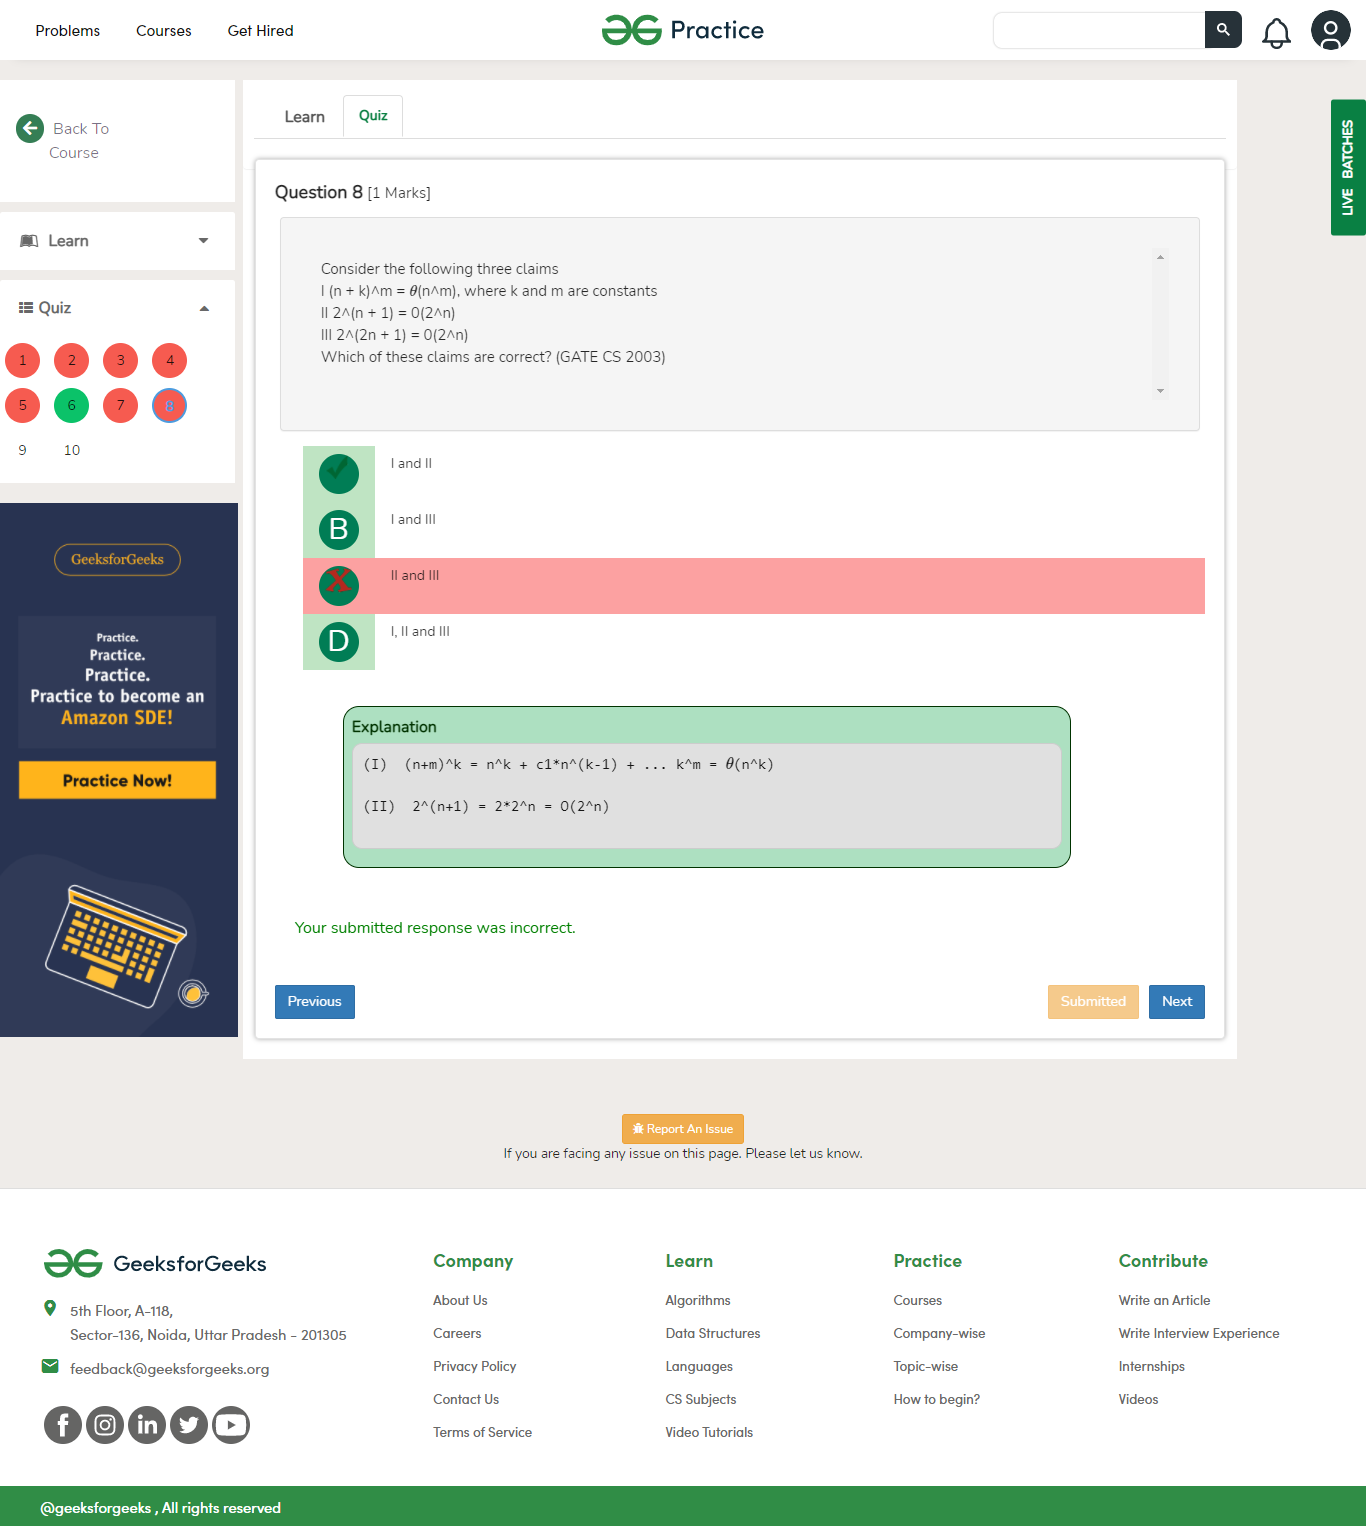 Problems Courses Get Hired
Practice
Back To
Course
Learn
Quiz
1 2 3 4
5 6 7 8
9 10
GeeksforGeeks
Practice.
Practice.
Practice.
Practice to become an
Amazon SDE!
Practice Now!
Learn Quiz
Question 8 [1 Marks]
Consider the following three claims
I (n + k)^m = θ(n^m), where k and m are constants
II 2^(n + 1) = 0(2^n)
III 2^(2n + 1) = 0(2^n)
Which of these claims are correct? (GATE CS 2003)
I and II
B I and III
X II and III
D I, II and III
Explanation
(I)  (n+m)^k = n^k + c1*n^(k-1) + ... k^m = θ(n^k)
(II)  2^(n+1) = 2*2^n = O(2^n)
Your submitted response was incorrect.
Previous Submitted Next
LIVE BATCHES
Report An Issue
If you are facing any issue on this page. Please let us know.
GeeksforGeeks
5th Floor, A-118,
Sector-136, Noida, Uttar Pradesh - 201305
feedback@geeksforgeeks.org
Company
About Us
Careers
Privacy Policy
Contact Us
Terms of Service
Learn
Algorithms
Data Structures
Languages
CS Subjects
Video Tutorials
Practice
Courses
Company-wise
Topic-wise
How to begin?
Contribute
Write an Article
Write Interview Experience
Internships
Videos
@geeksforgeeks , All rights reserved